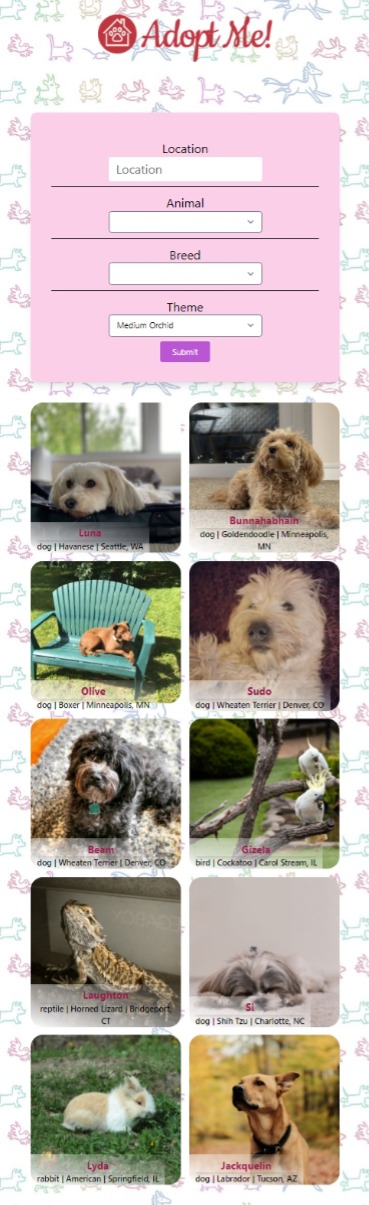 Adopt Me!
Location
Location
Animal
Breed
Theme
Medium Orchid
Submit
Luna
dog | Havanese | Seattle, WA
Bunnahabhain
dog | Goldendoodle | Minneapolis,
MN
Olive
dog | Boxer | Minneapolis, MN
Sudo
dog | Wheaten Terrier | Denver, CO
Beam
dog | Wheaten Terrier | Denver, CO
Gizela
bird | Cockatoo | Carol Stream, IL
Laughton
reptile | Horned Lizard | Bridgeport,
CT
Si
dog | Shih Tzu | Charlotte, NC
Lyda
rabbit | American | Springfield, IL
Jackquelin
dog | Labrador | Tucson, AZ